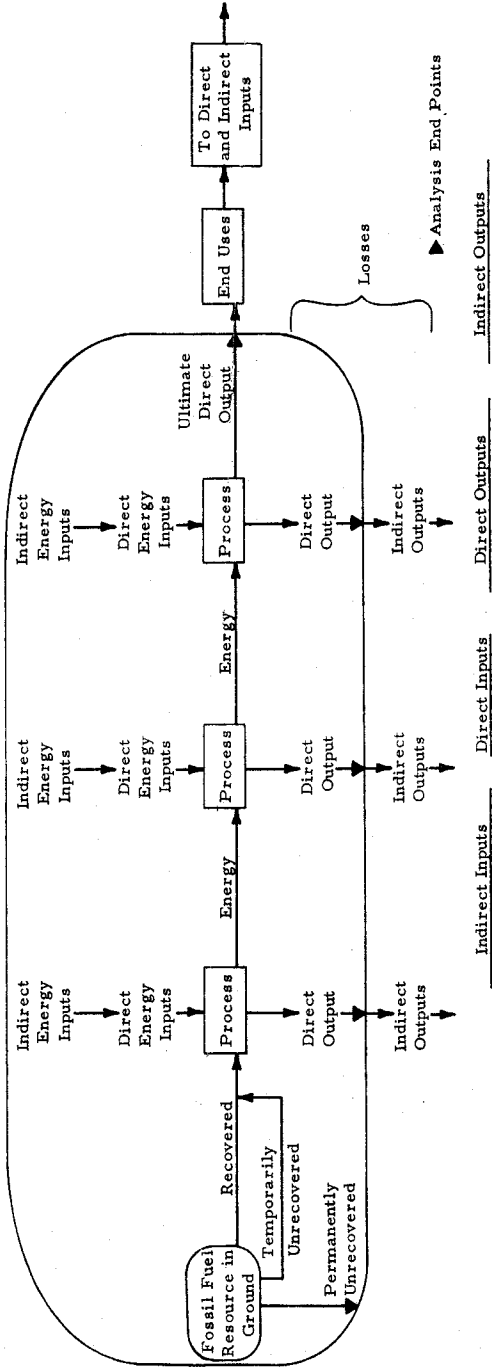 Indirect
Energy
Inputs
Indirect
Energy
Inputs
Indirect
Energy
Inputs
Direct
Energy
Inputs
Direct
Energy
Inputs
Direct
Energy
Inputs
Fossil Fuel
Resource in
Ground
Recovered
Temporarily
Unrecovered
Permanently
Unrecovered
Process
Energy
Process
Energy
Process
Ultimate
Direct
Output
End Uses
To Direct
and Indirect
Inputs
Direct
Output
Direct
Output
Direct
Output
Indirect
Outputs
Indirect
Outputs
Indirect
Outputs
Losses
Analysis End Points
Indirect Inputs
Direct Inputs
Direct Outputs
Indirect Outputs